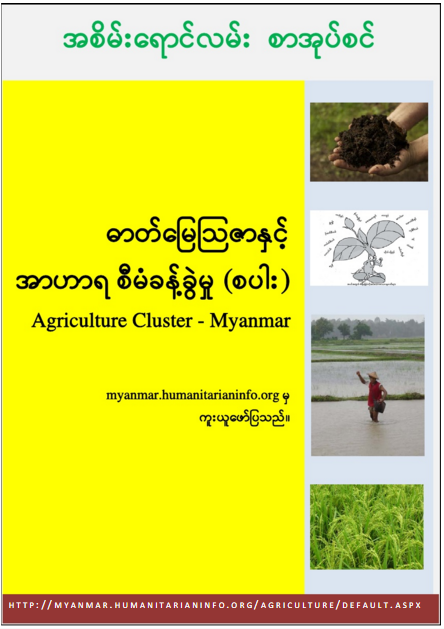 အစိမ်းရောင်လမ်း စာအုပ်စင်
ဓာတ်မြေသြဇာနှင့်
အာဟာရ စီမံခန့်ခွဲမှု (စပါး)
Agriculture Cluster - Myanmar
myanmar.humanitarianinfo.org မှ
ကူးယူဖော်ပြသည်။
HTTP://MYANMAR.HUMANITARIANINFO.ORG/AGRICULTURE/DEFAULT.ASPX